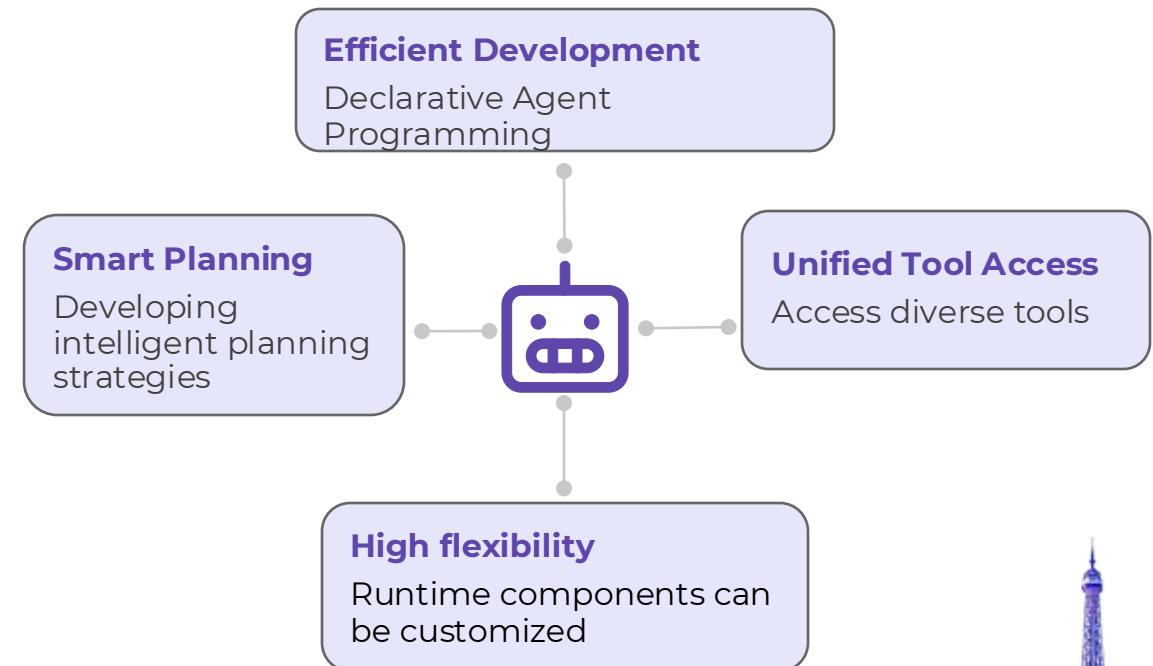 Efficient Development
Declarative Agent
Programming
Smart Planning
Developing
intelligent planning
strategies
Unified Tool Access
Access diverse tools
High flexibility
Runtime components can
be customized